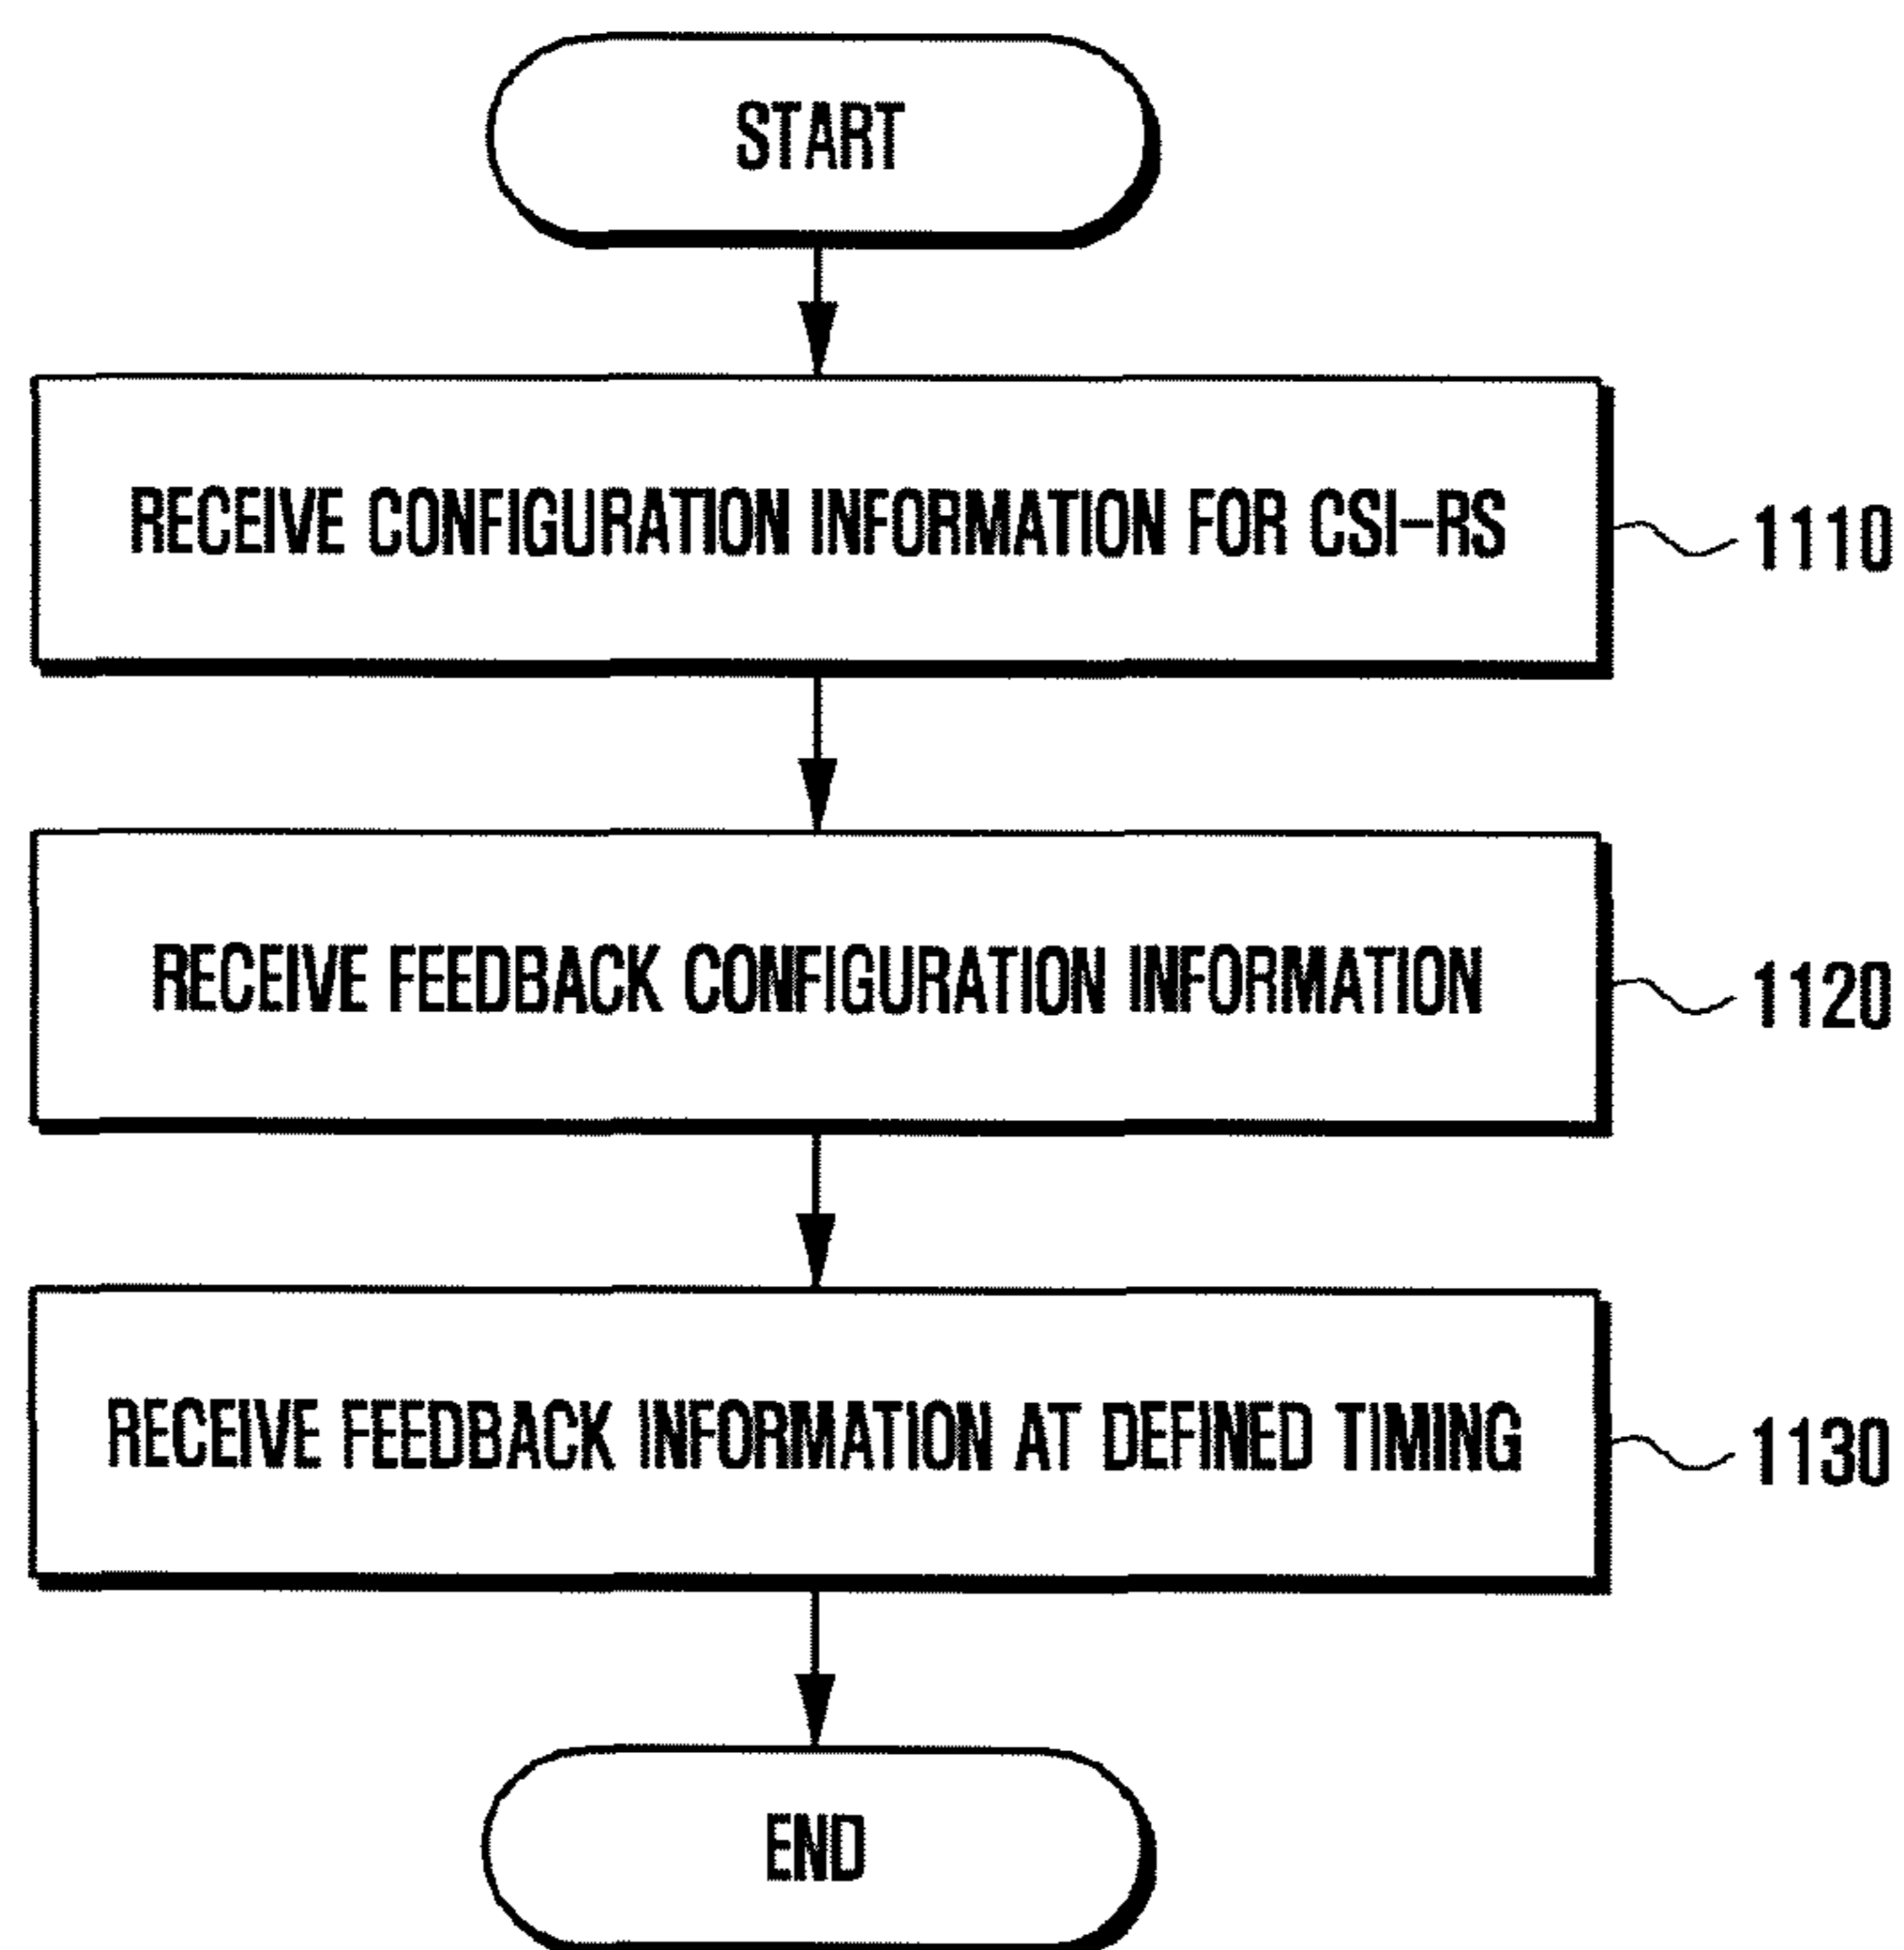 START
RECEIVE CONFIGURATION INFORMATION FOR CSI-RS
1110
RECEIVE FEEDBACK CONFIGURATION INFORMATION
1120
RECEIVE FEEDBACK INFORMATION AT DEFINED TIMING
1130
END